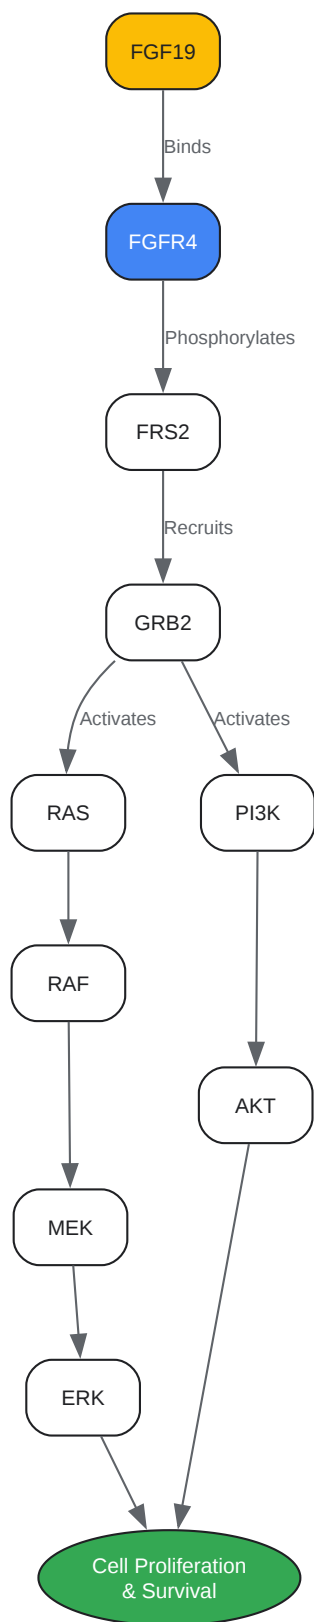 FGF19
Binds
FGFR4
Phosphorylates
FRS2
Recruits
GRB2
Activates
Activates
RAS
PI3K
RAF
AKT
MEK
ERK
Cell Proliferation
& Survival